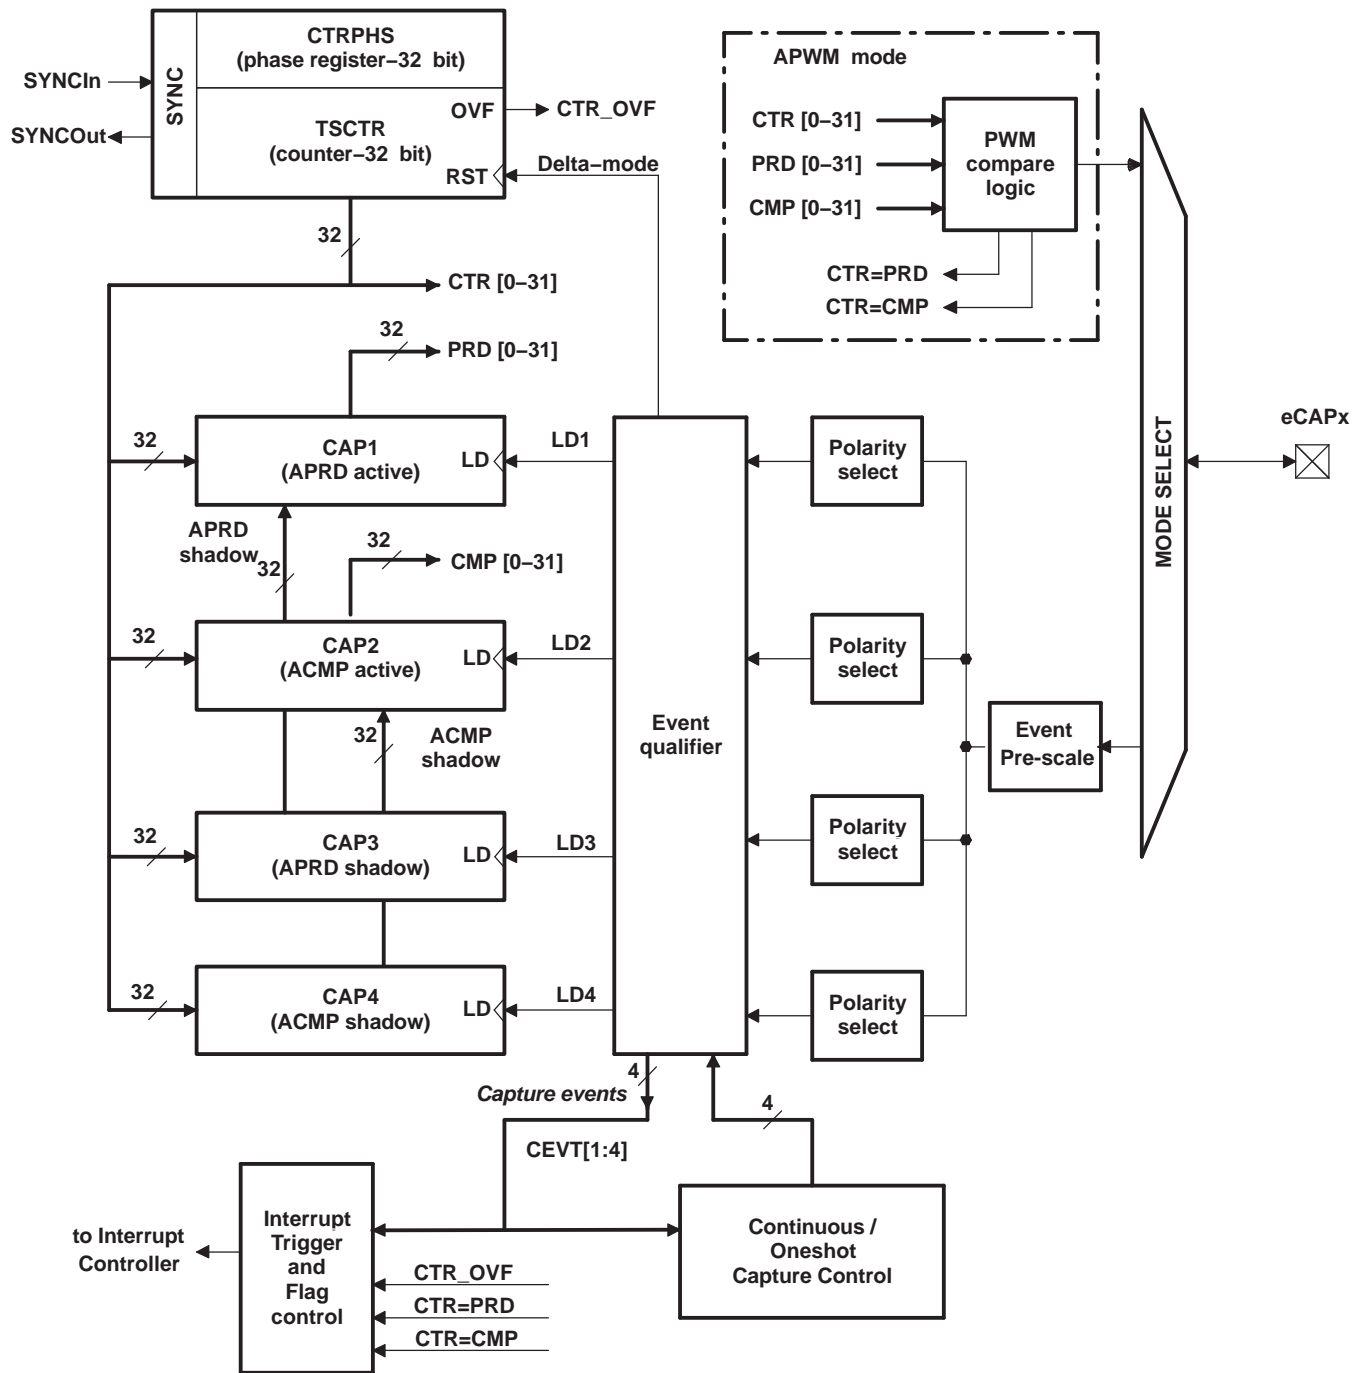 CTRPHS
(phase register−32 bit)
APWM mode
SYNCIn
SYNC
OVF
CTR_OVF
SYNCOut
TSCTR
(counter−32 bit)
RST
Delta−mode
CTR [0−31]
PRD [0−31]
CMP [0−31]
PWM
compare
logic
CTR=PRD
CTR=CMP
32
CTR [0−31]
32
PRD [0−31]
MODE SELECT
eCAPx
32
CAP1
(APRD active)
LD
LD1
Polarity
select
APRD
shadow
32
32
CMP [0−31]
32
CAP2
(ACMP active)
LD
LD2
Polarity
select
32
ACMP
shadow
Event
qualifier
Event
Pre-scale
32
CAP3
(APRD shadow)
LD
LD3
Polarity
select
32
CAP4
(ACMP shadow)
LD
LD4
Polarity
select
4
Capture events
4
CEVT[1:4]
to Interrupt
Controller
Interrupt
Trigger
and
Flag
control
CTR_OVF
CTR=PRD
CTR=CMP
Continuous /
Oneshot
Capture Control